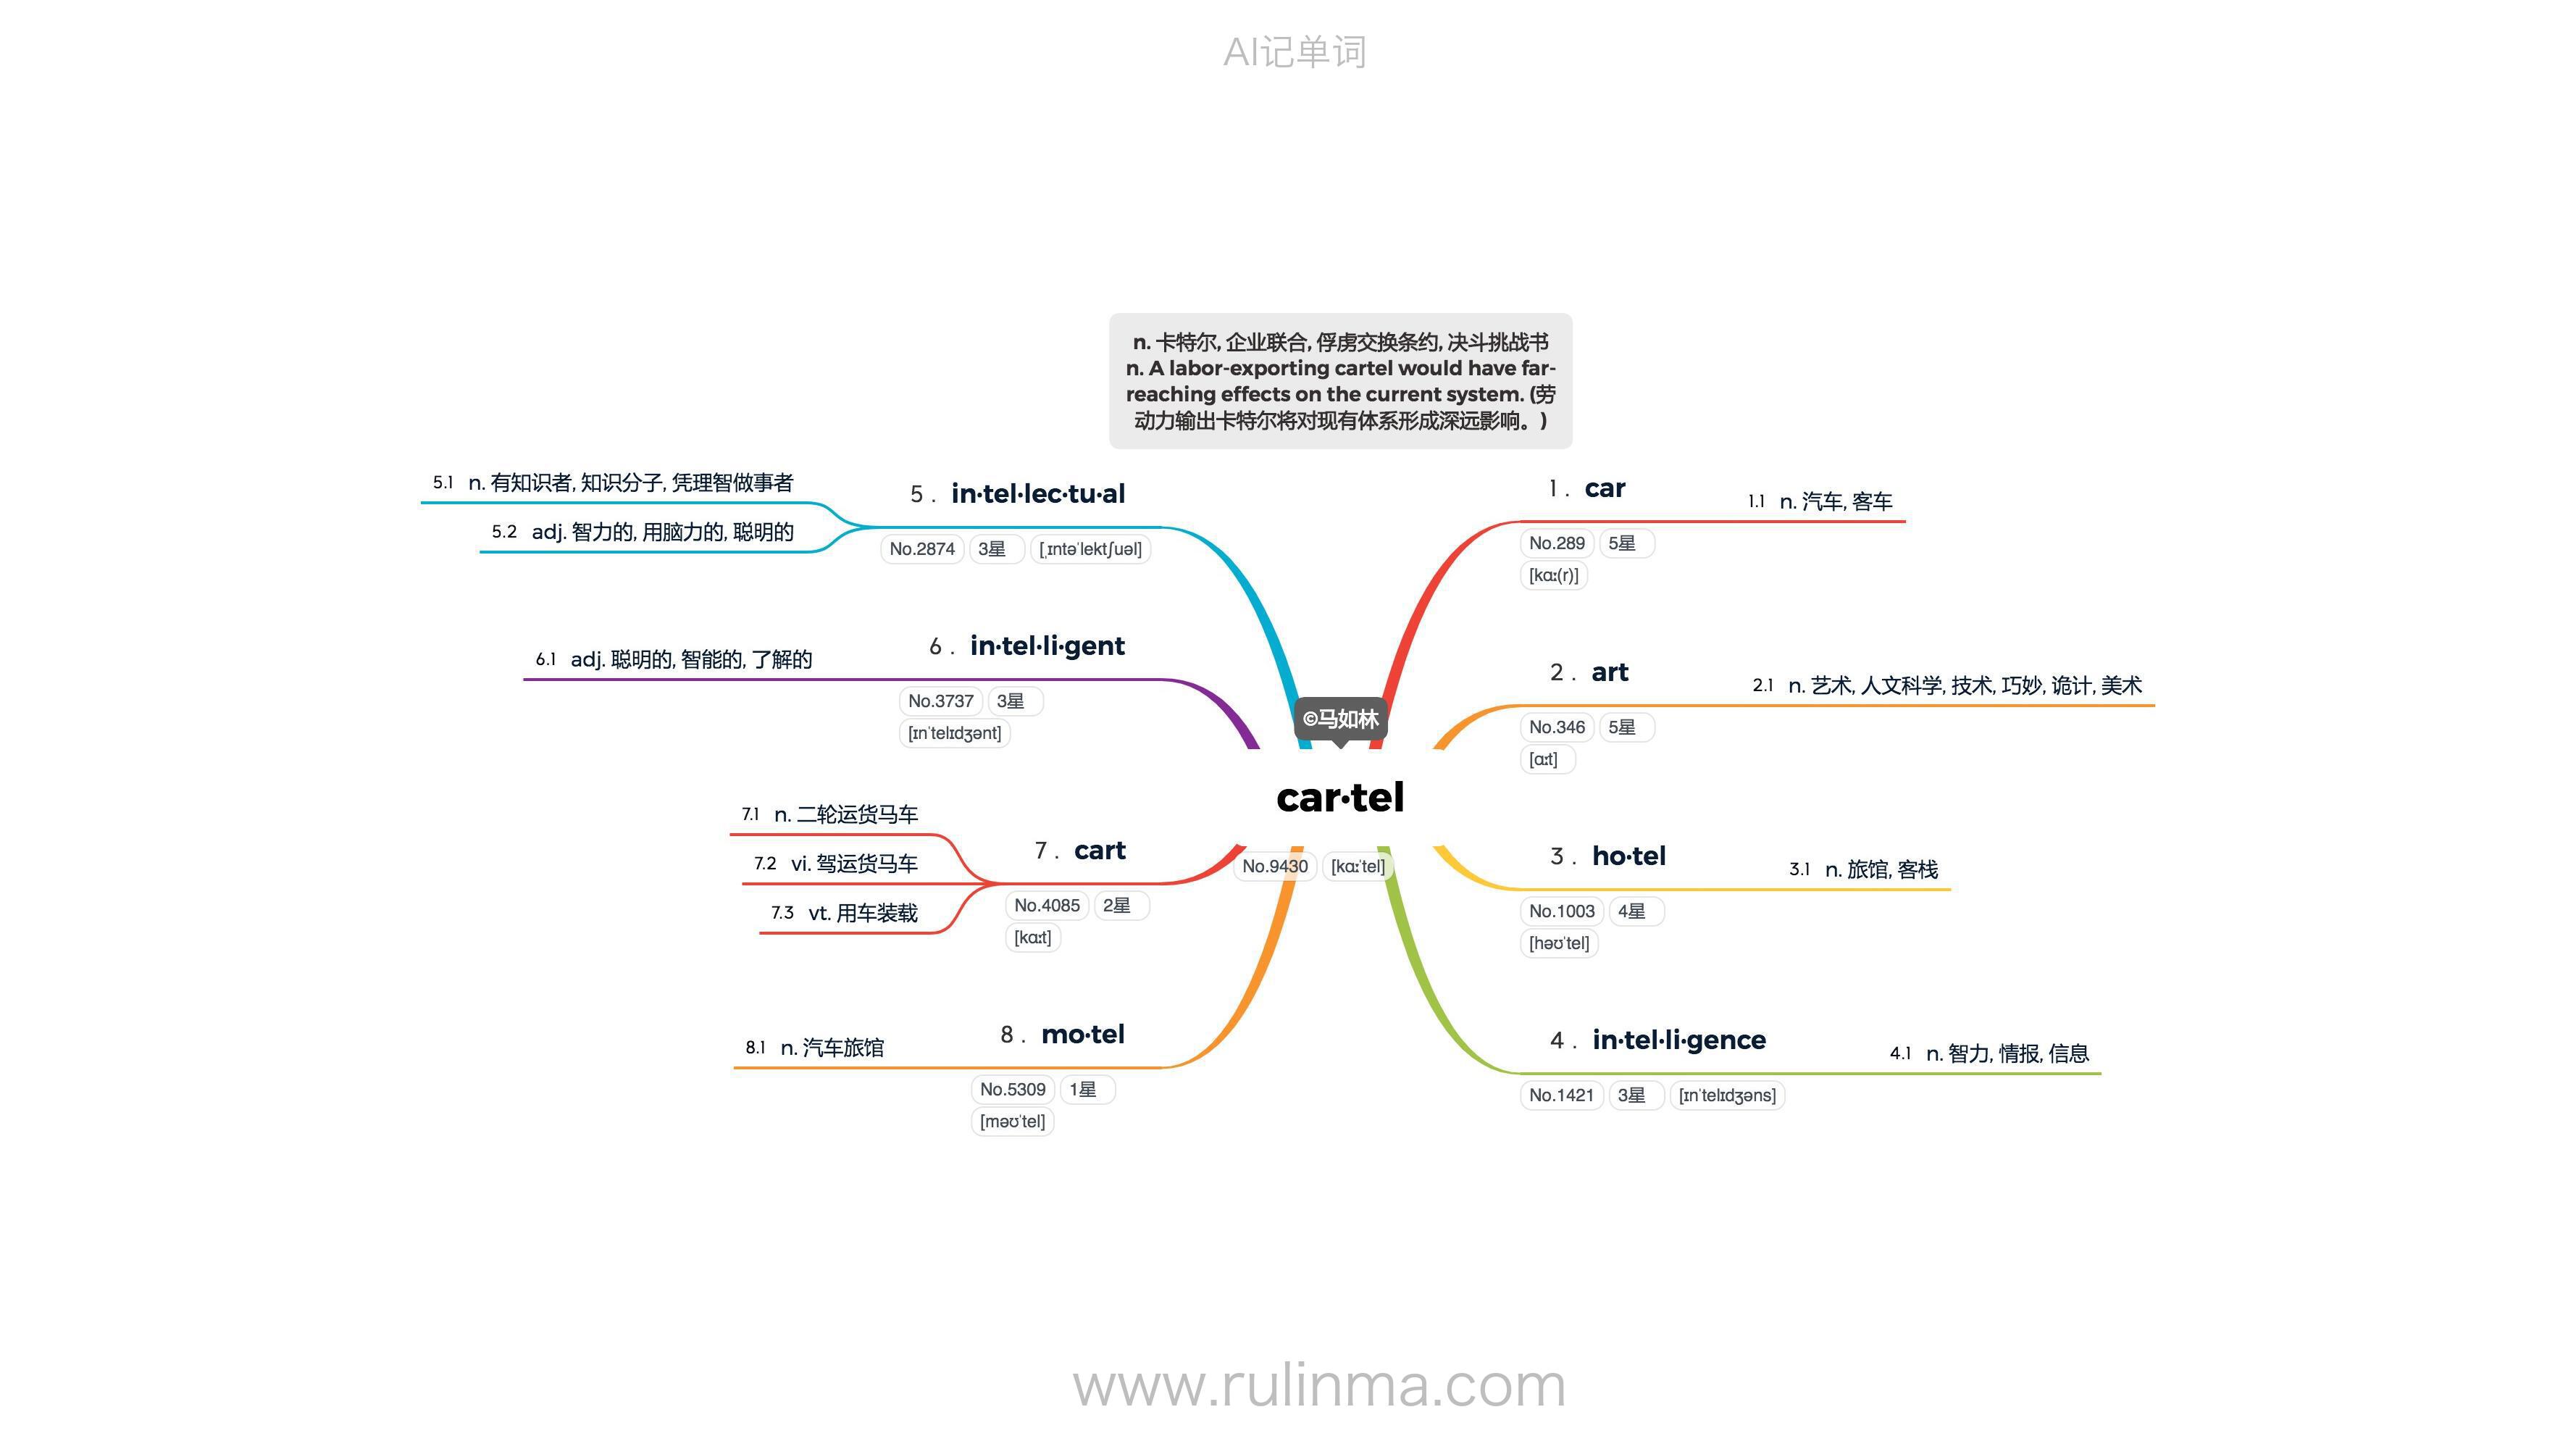 AI记单词
n. 卡特尔, 企业联合, 俘虏交换条约, 决斗挑战书
n. A labor-exporting cartel would have far-
reaching effects on the current system. (劳
动力输出卡特尔将对现有体系形成深远影响。)
©马如林
car·tel
No.9430 [kɑːˈtel]
1 . car
No.289 5星
[kɑː(r)]
1.1 n. 汽车, 客车
2 . art
No.346 5星
[ɑːt]
2.1 n. 艺术, 人文科学, 技术, 巧妙, 诡计, 美术
3 . ho·tel
No.1003 4星
[həʊˈtel]
3.1 n. 旅馆, 客栈
4 . in·tel·li·gence
No.1421 3星 [ɪnˈtelɪdʒəns]
4.1 n. 智力, 情报, 信息
5 . in·tel·lec·tu·al
No.2874 3星 [ˌɪntəˈlektʃuəl]
5.1 n. 有知识者, 知识分子, 凭理智做事者
5.2 adj. 智力的, 用脑力的, 聪明的
6 . in·tel·li·gent
No.3737 3星
[ɪnˈtelɪdʒənt]
6.1 adj. 聪明的, 智能的, 了解的
7 . cart
No.4085 2星
[kɑːt]
7.1 n. 二轮运货马车
7.2 vi. 驾运货马车
7.3 vt. 用车装载
8 . mo·tel
No.5309 1星
[məʊˈtel]
8.1 n. 汽车旅馆
www.rulinma.com